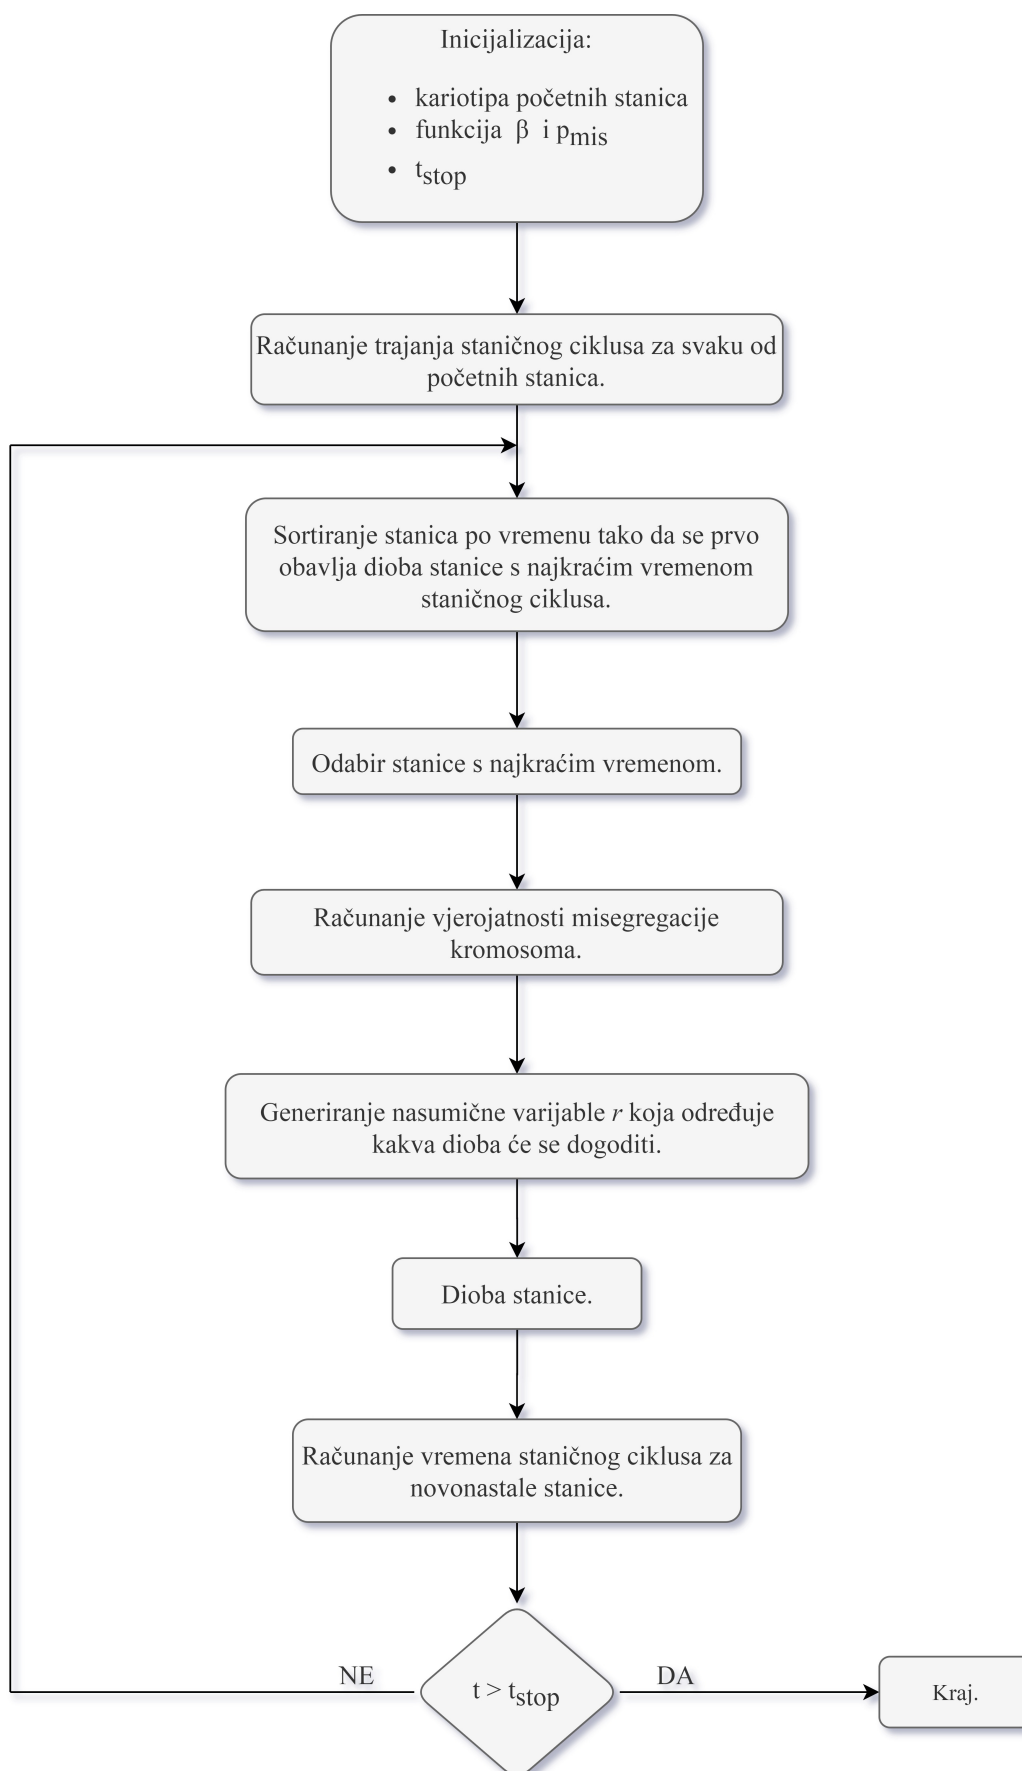 Inicijalizacija:
• kariotipa početnih stanica
• funkcija β i pmis
• tstop
Računanje trajanja staničnog ciklusa za svaku od
početnih stanica.
Sortiranje stanica po vremenu tako da se prvo
obavlja dioba stanice s najkraćim vremenom
staničnog ciklusa.
Odabir stanice s najkraćim vremenom.
Računanje vjerojatnosti misegregacije
kromosoma.
Generiranje nasumične varijable r koja određuje
kakva dioba će se dogoditi.
Dioba stanice.
Računanje vremena staničnog ciklusa za
novonastale stanice.
NE
t > tstop
DA
Kraj.